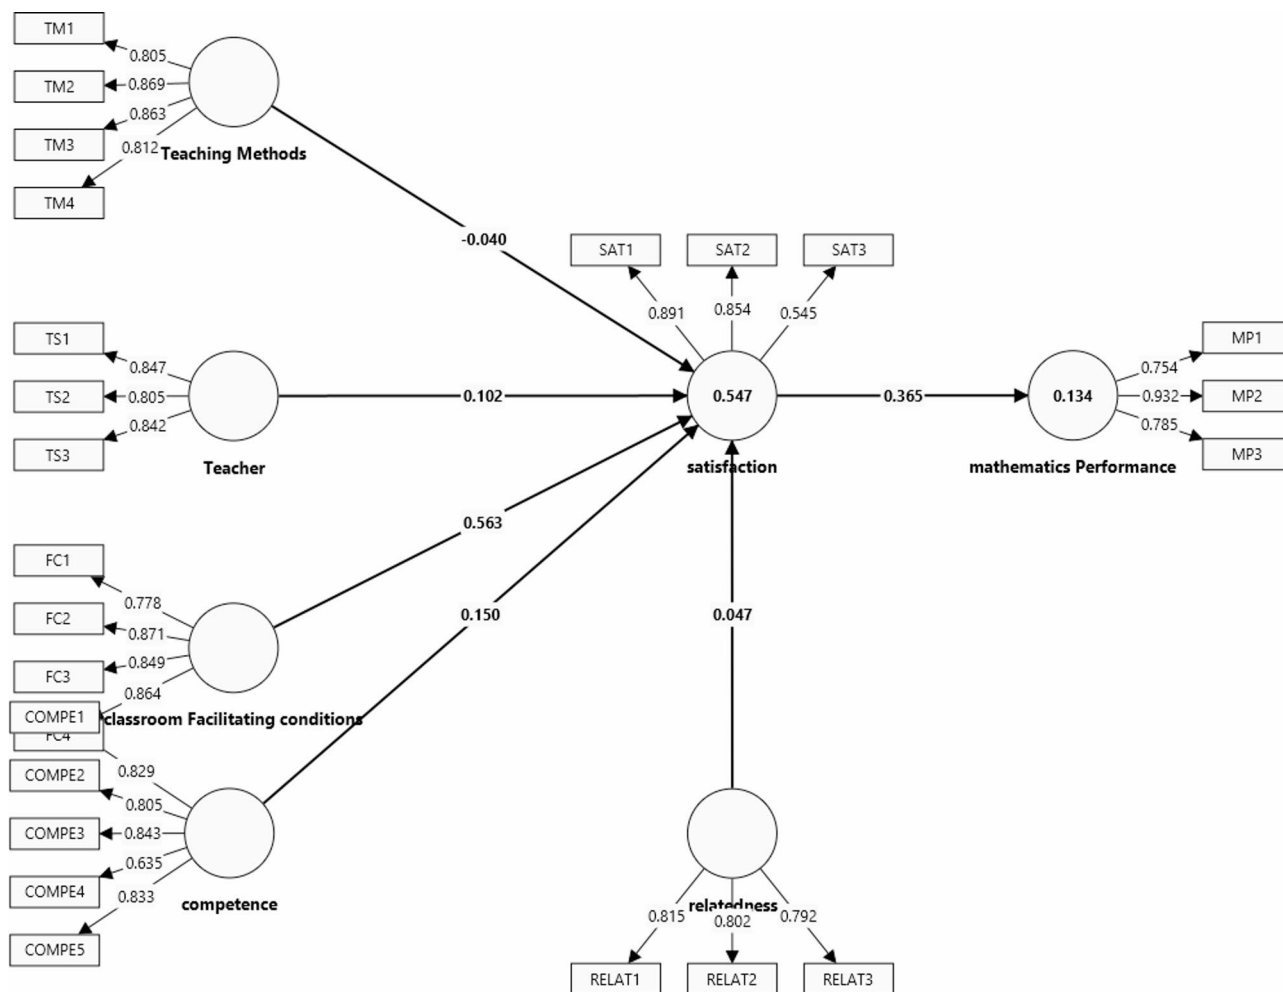 TM1
0.805
TM2
0.869
TM3
0.863
0.812
TM4
Teaching Methods
-0.040
SAT1
SAT2
SAT3
0.891
0.854
0.545
TS1
0.847
TS2
0.805
TS3
0.842
Teacher
0.102
0.547
satisfaction
0.365
0.134
mathematics Performance
0.754
MP1
0.932
MP2
0.785
MP3
0.563
FC1
0.778
FC2
0.871
FC3
0.849
0.864
FC4
classroom Facilitating conditions
0.150
0.047
COMPE1
0.829
COMPE2
0.805
COMPE3
0.843
0.635
COMPE4
0.833
COMPE5
competence
relatedness
0.815
0.802
0.792
RELAT1
RELAT2
RELAT3